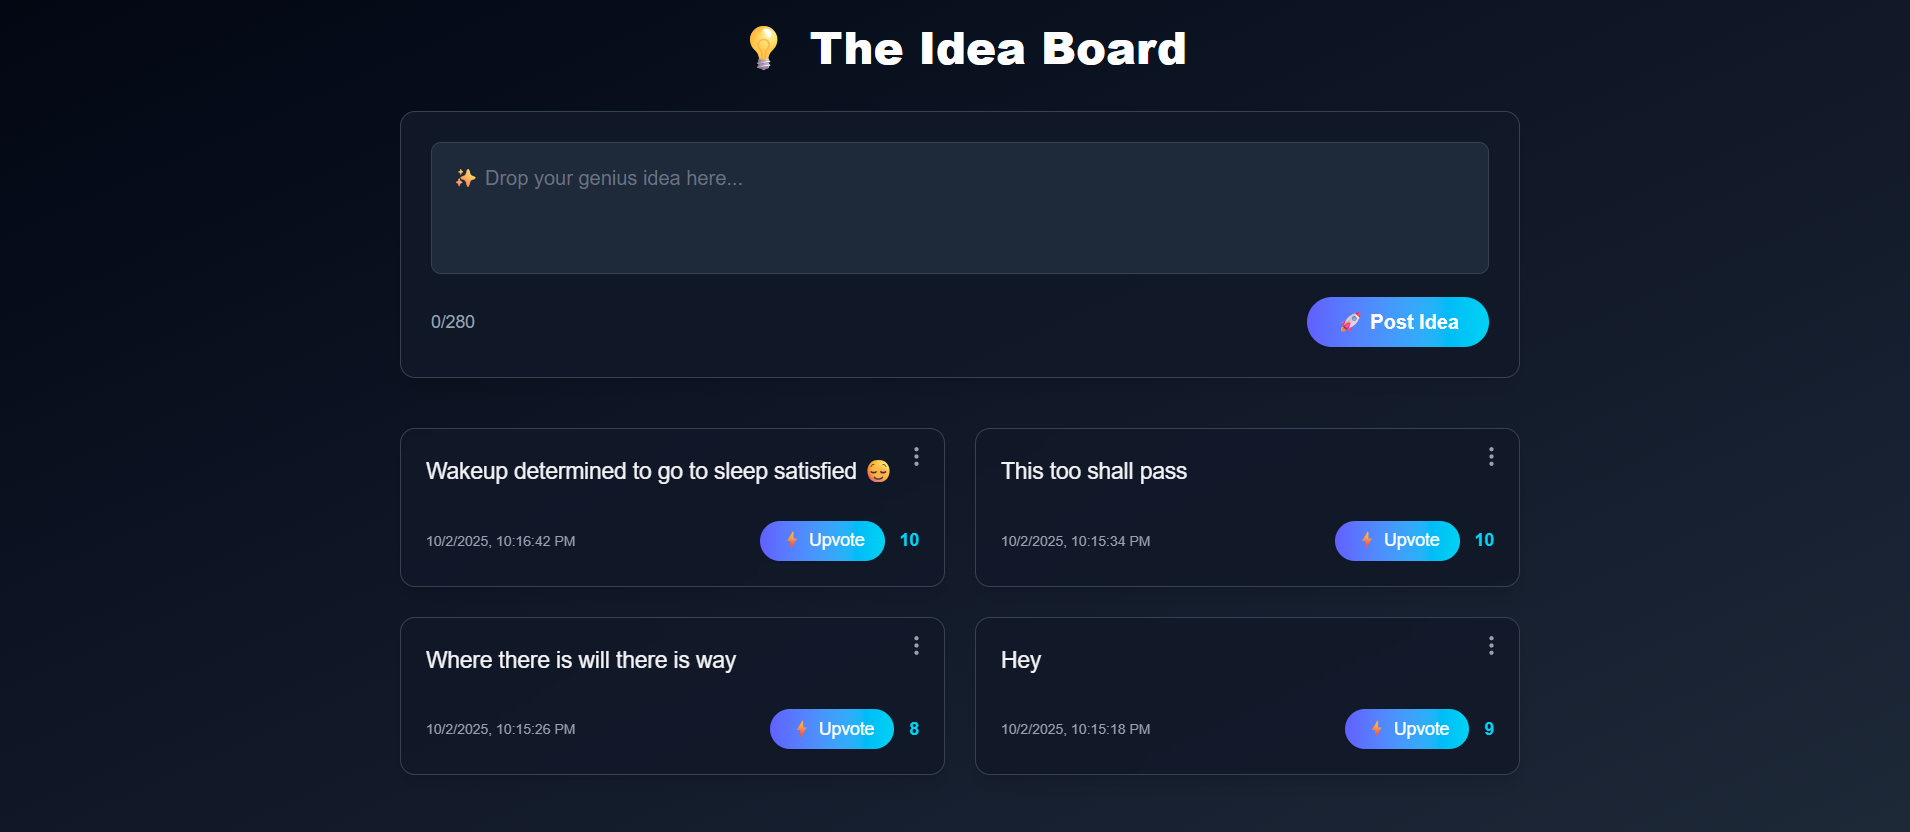 💡 The Idea Board
✨ Drop your genius idea here...
0/280
🚀 Post Idea
Wakeup determined to go to sleep satisfied 🥰
10/2/2025, 10:16:42 PM
⚡ Upvote 10
This too shall pass
10/2/2025, 10:15:34 PM
⚡ Upvote 10
Where there is will there is way
10/2/2025, 10:15:26 PM
⚡ Upvote 8
Hey
10/2/2025, 10:15:18 PM
⚡ Upvote 9